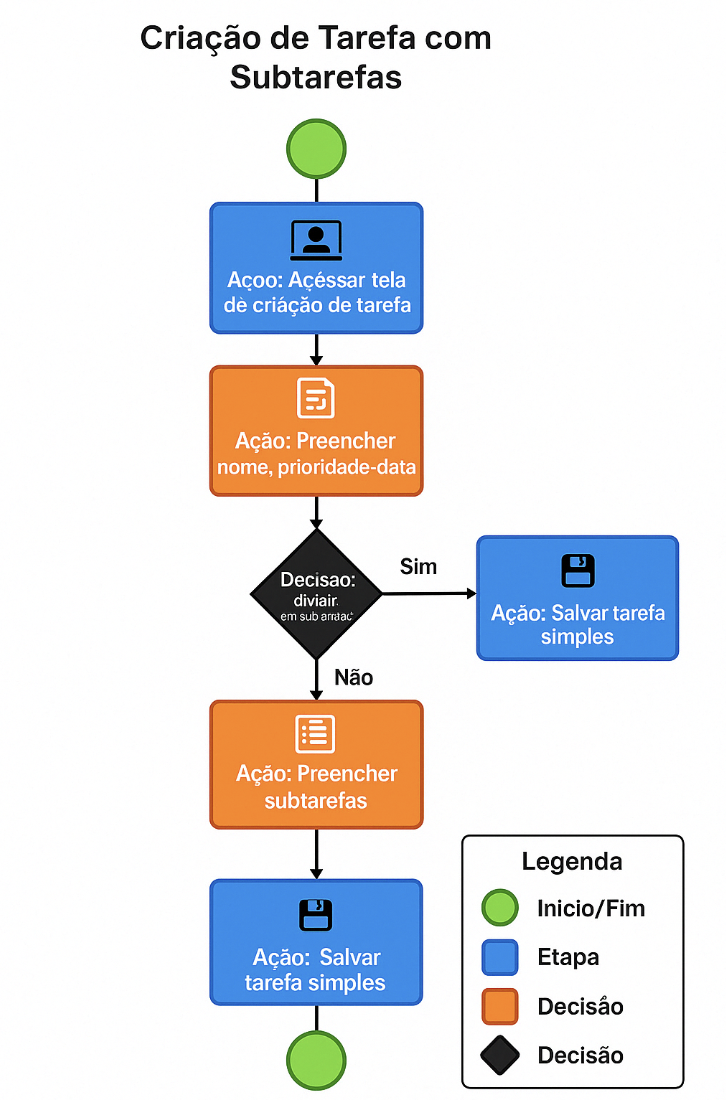 Criação de Tarefa com
Subtarefas
Açoo: Açéssar tela
dè criáção de tarefa
Ação: Preencher
nome, prioridade-data
Decisao:
diviair.
em sub
Sim
Ação: Salvar tarefa
simples
Não
Ação: Preencher
subtarefas
Ação: Salvar
tarefa simples
Legenda
Inicio/Fim
Etapa
Decisão
Decisão